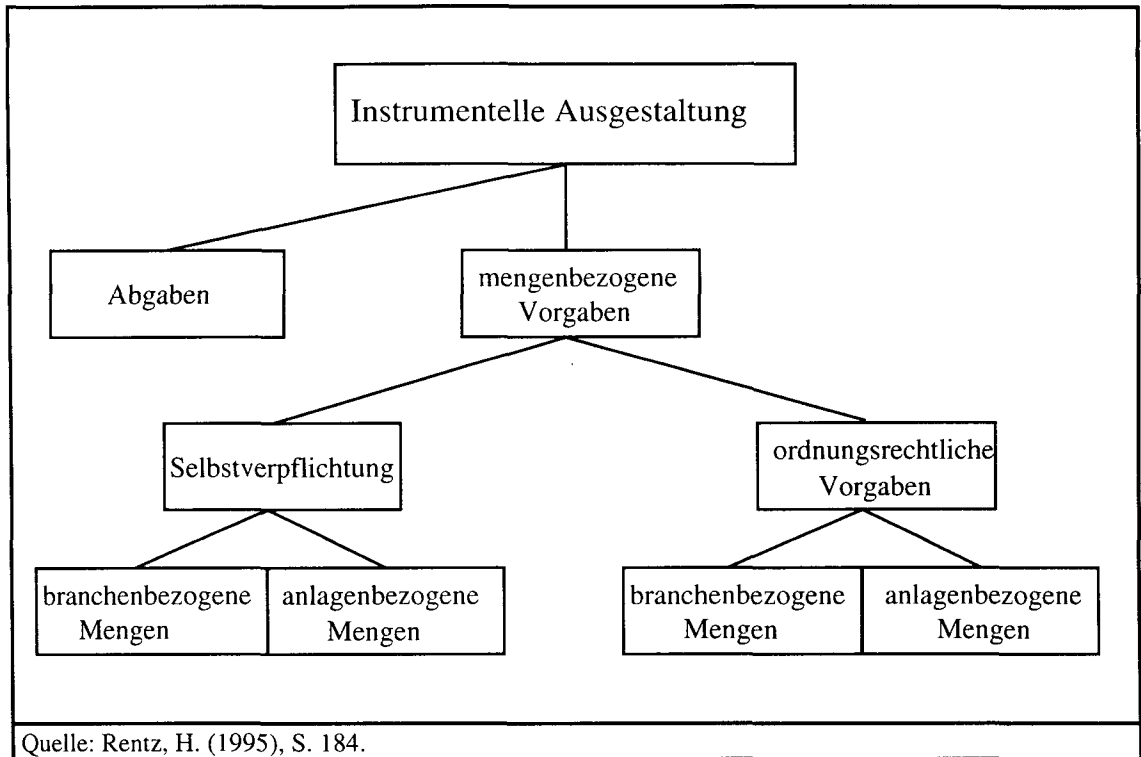 Instrumentelle Ausgestaltung
Abgaben
mengenbezogene
Vorgaben
Selbstverpflichtung
ordnungsrechtliche
Vorgaben
branchenbezogene
Mengen
anlagenbezogene
Mengen
branchenbezogene
Mengen
anlagenbezogene
Mengen
Quelle: Rentz, H. (1995), S. 184.